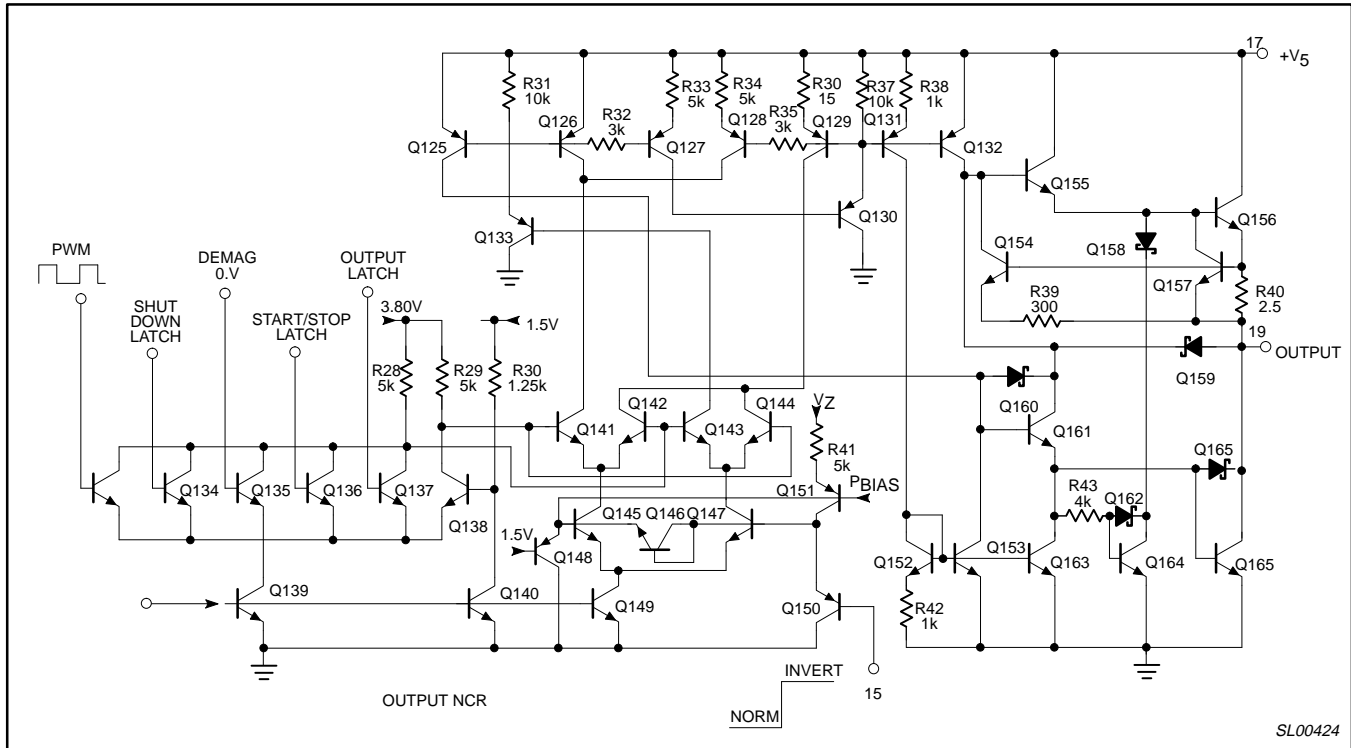 17
+V5
R31
10k
R33
5k
R34
5k
R30
15
R37
10k
R38
1k
Q126
R32
3k
Q128
R35
3k
Q129
Q131
Q125
Q127
Q132
Q155
Q133
Q130
Q156
Q154
Q158
Q157
R39
300
R40
2.5
19
OUTPUT
Q159
PWM
DEMAG
0.V
OUTPUT
LATCH
SHUT
DOWN
LATCH
START/STOP
LATCH
3.80V
1.5V
R28
5k
R29
5k
R30
1.25k
Q160
Q141
Q142
Q143
Q144
VZ
R41
5k
Q161
Q165
Q134
Q135
Q136
Q137
Q138
Q151
PBIAS
R43
4k
Q162
1.5V
Q145
Q146
Q147
Q148
Q152
Q153
Q163
Q164
Q165
Q139
Q140
Q149
Q150
R42
1k
OUTPUT NCR
INVERT
NORM
15
SL00424